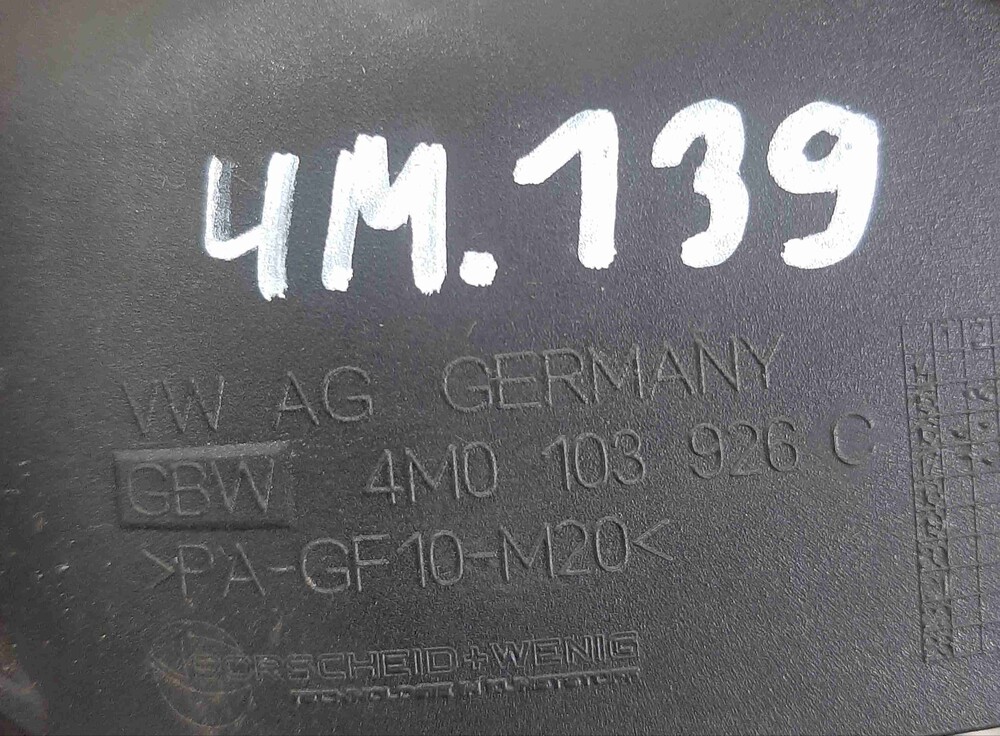 4M.139
VW AG GERMANY
GBW 4M0 103 926 C
>PA-GF10-M20<
BORSCHEID+WENIG